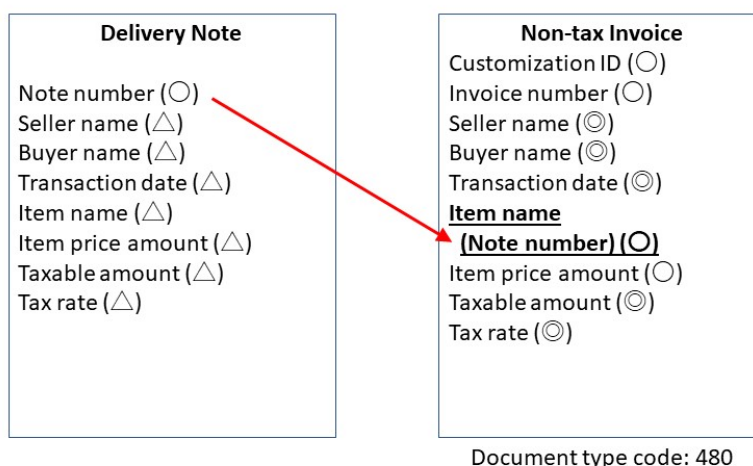 Delivery Note
Note number (○)
Seller name (△)
Buyer name (△)
Transaction date (△)
Item name (△)
Item price amount (△)
Taxable amount (△)
Tax rate (△)
Non-tax Invoice
Customization ID (○)
Invoice number (○)
Seller name (◎)
Buyer name (◎)
Transaction date (◎)
Item name
(Note number) (○)
Item price amount (○)
Taxable amount (◎)
Tax rate (◎)
Document type code: 480